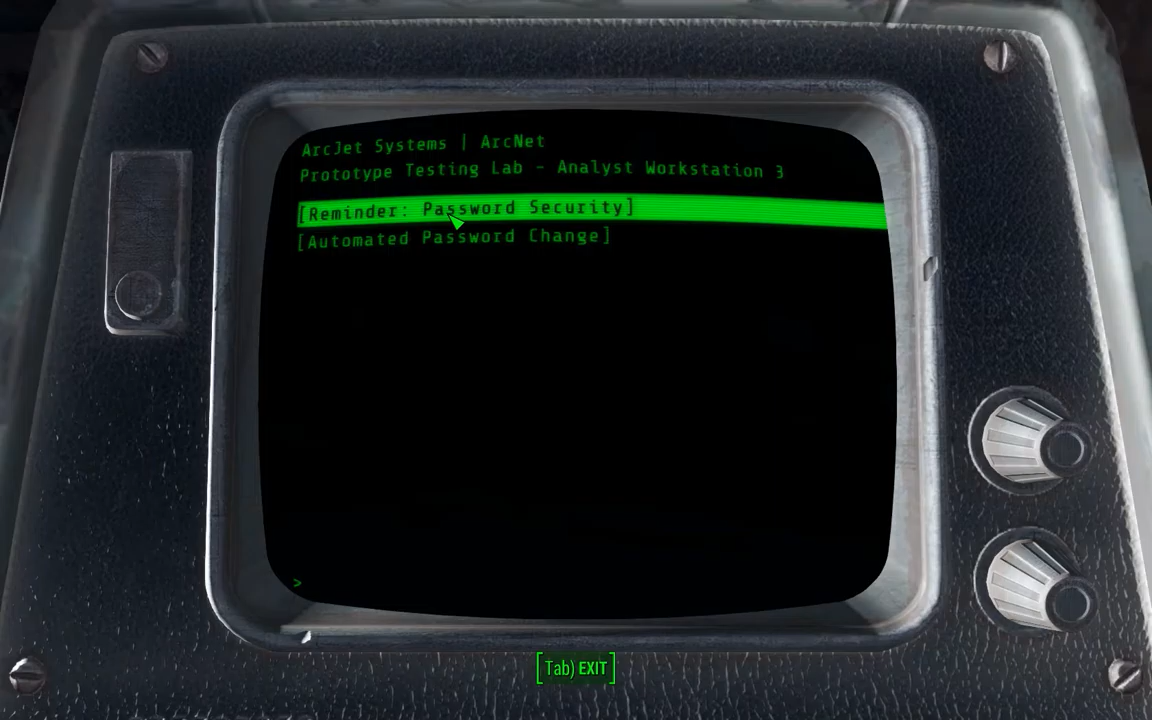 ArcJet Systems | ArcNet
Prototype Testing Lab - Analyst Workstation 3
[Reminder: Password Security]
[Automated Password Change]
>
[Tab) EXIT]